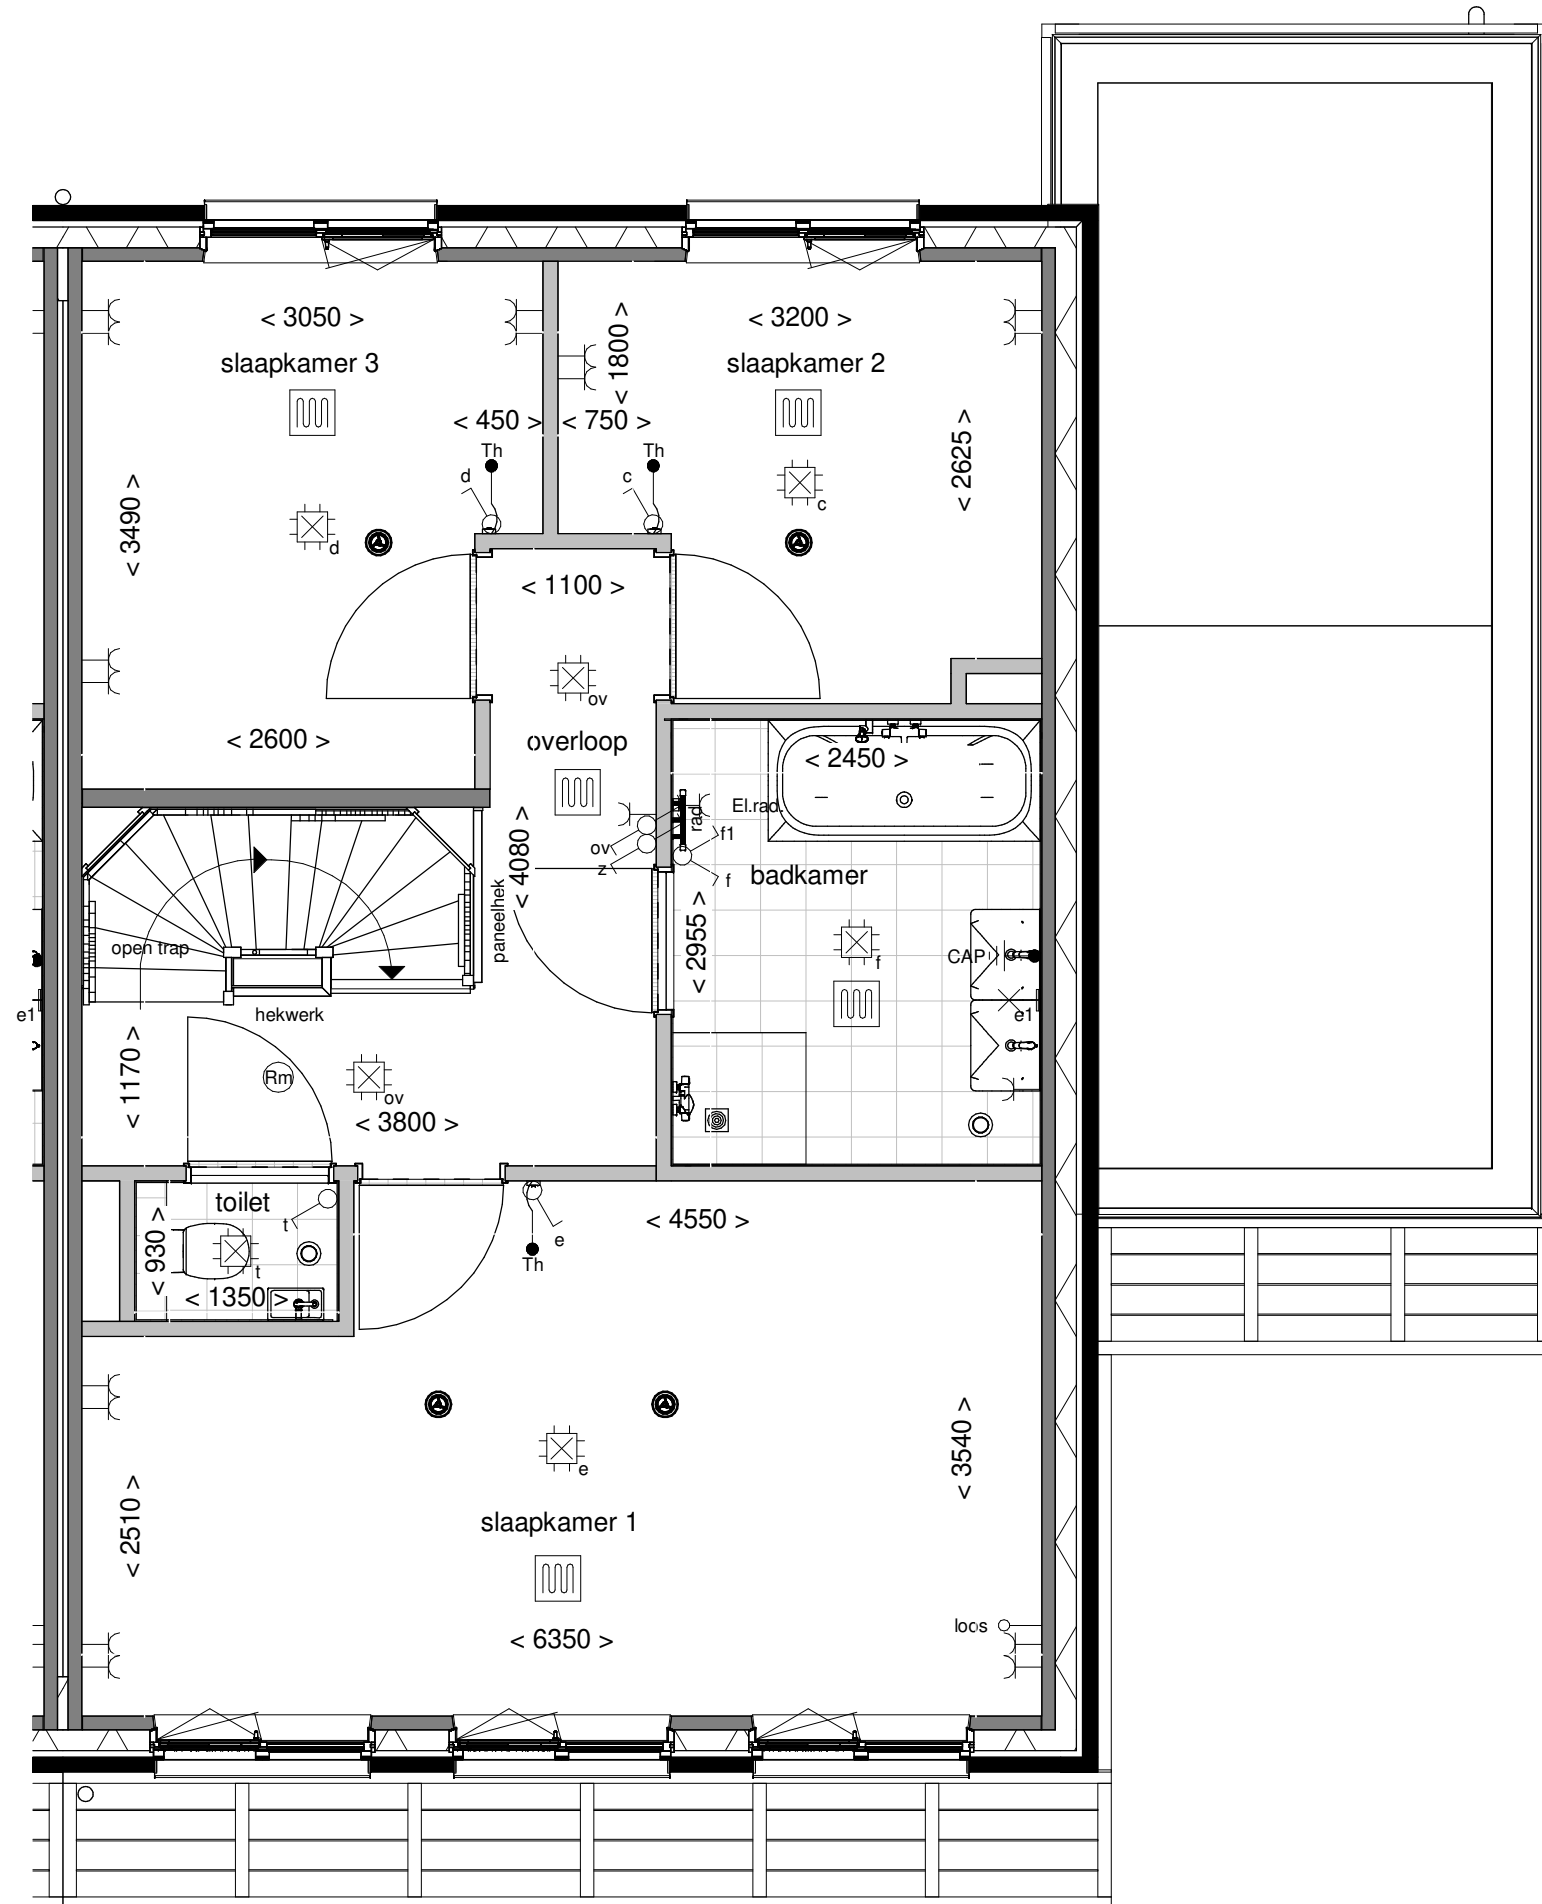 < 3050 >
slaapkamer 3
< 450 >
Th
d
d
< 3490 >
< 2600 >
< 1800 >
< 3200 >
slaapkamer 2
< 750 >
Th
c
c
< 2625 >
< 1100 >
ov
overloop
< 4080 >
ov
z
rad
El.rad.
f1
f
< 2450 >
badkamer
< 2955 >
f
CAP
e1
open trap
paneelhek
hekwerk
e1
< 1170 >
Rm
ov
< 3800 >
toilet
t
< 930 >
t
< 1350 >
e
Th
< 4550 >
< 3540 >
e
< 2510 >
slaapkamer 1
< 6350 >
loos